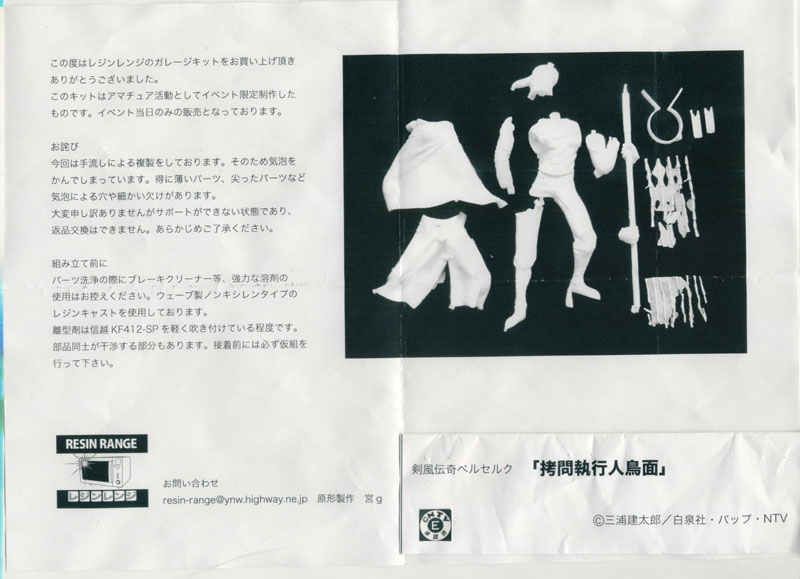 この度はレジンレンジのガレージキットをお買い上げ頂き
ありがとうございました。
このキットはアマチュア活動としてイベント限定制作した
ものです。イベント当日のみの販売となっております。
お詫び
今回は手流しによる複製をしております。そのため気泡を
かんでしまっています。得に薄いパーツ、尖ったパーツなど
気泡による穴や細かい欠けがあります。
大変申し訳ありませんがサポートができない状態であり、
返品交換はできません。あらかじめご了承ください。
組み立て前に
パーツ洗浄の際にブレーキクリーナー等、強力な溶剤の
使用はお控えください。ウェーブ製ノンキシレンタイプの
レジンキャストを使用しております。
離型剤は信越 KF412-SP を軽く吹き付けている程度です。
部品同士が干渉する部分もあります。接着前には必ず仮組を
行って下さい。
RESIN RANGE
レジンレンジ
お問い合わせ
resin-range@ynw.highway.ne.jp 原形製作 宮 g
剣風伝奇ベルセルク 「拷問執行人鳥面」
©三浦建太郎／白泉社・バップ・NTV
E